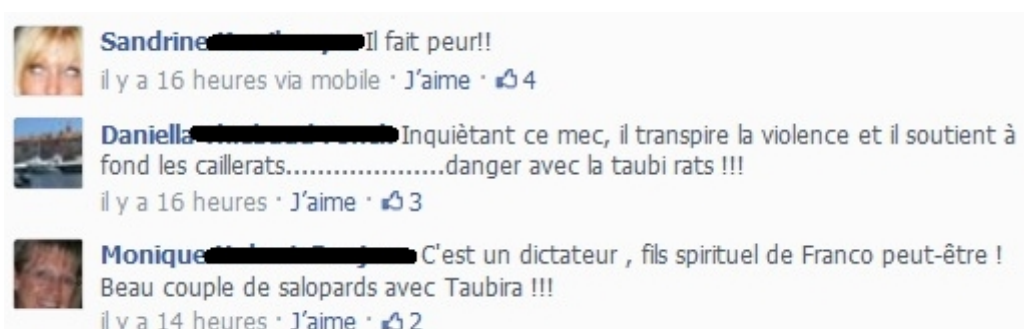 Sandrine Il fait peur!!
il y a 16 heures via mobile · J'aime · 4
Daniella Inquiètant ce mec, il transpire la violence et il soutient à
fond les caillerats....................danger avec la taubi rats !!!
il y a 16 heures · J'aime · 3
Monique C'est un dictateur , fils spirituel de Franco peut-être !
Beau couple de salopards avec Taubira !!!
il y a 14 heures · J'aime · 2